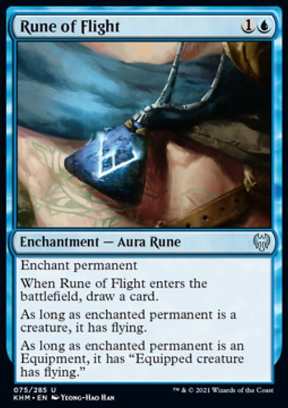 Rune of Flight 1
Enchantment — Aura Rune
Enchant permanent
When Rune of Flight enters the
battlefield, draw a card.
As long as enchanted permanent is a
creature, it has flying.
As long as enchanted permanent is an
Equipment, it has “Equipped creature
has flying.”
075/285 U
KHM • EN Yeong-Hao Han
™ & © 2021 Wizards of the Coast